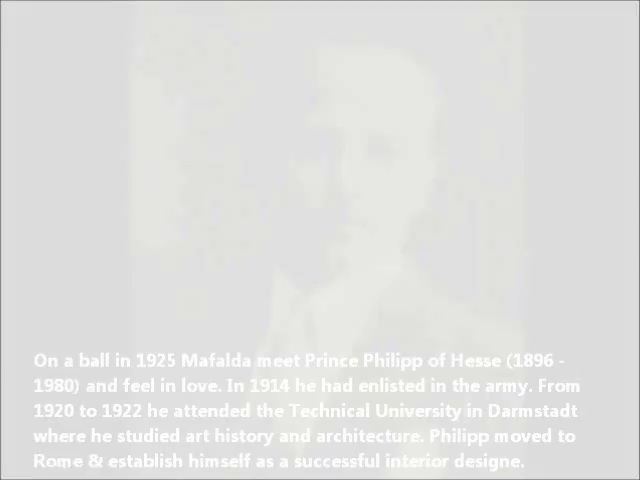 On a ball in 1925 Mafalda meet Prince Philipp of Hesse (1896 -
1980) and feel in love. In 1914 he had enlisted in the army. From
1920 to 1922 he attended the Technical University in Darmstadt
where he studied art history and architecture. Philipp moved to
Rome & establish himself as a successful interior designe.